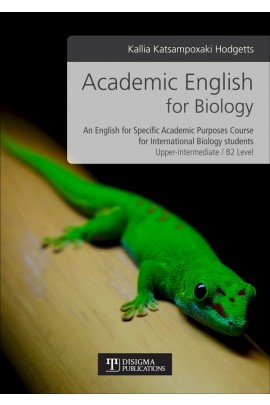 Kallia Katsampoxaki Hodgetts
Academic English
for Biology
An English for Specific Academic Purposes Course
for International Biology students
Upper-intermediate / B2 Level
DISIGMA
PUBLICATIONS